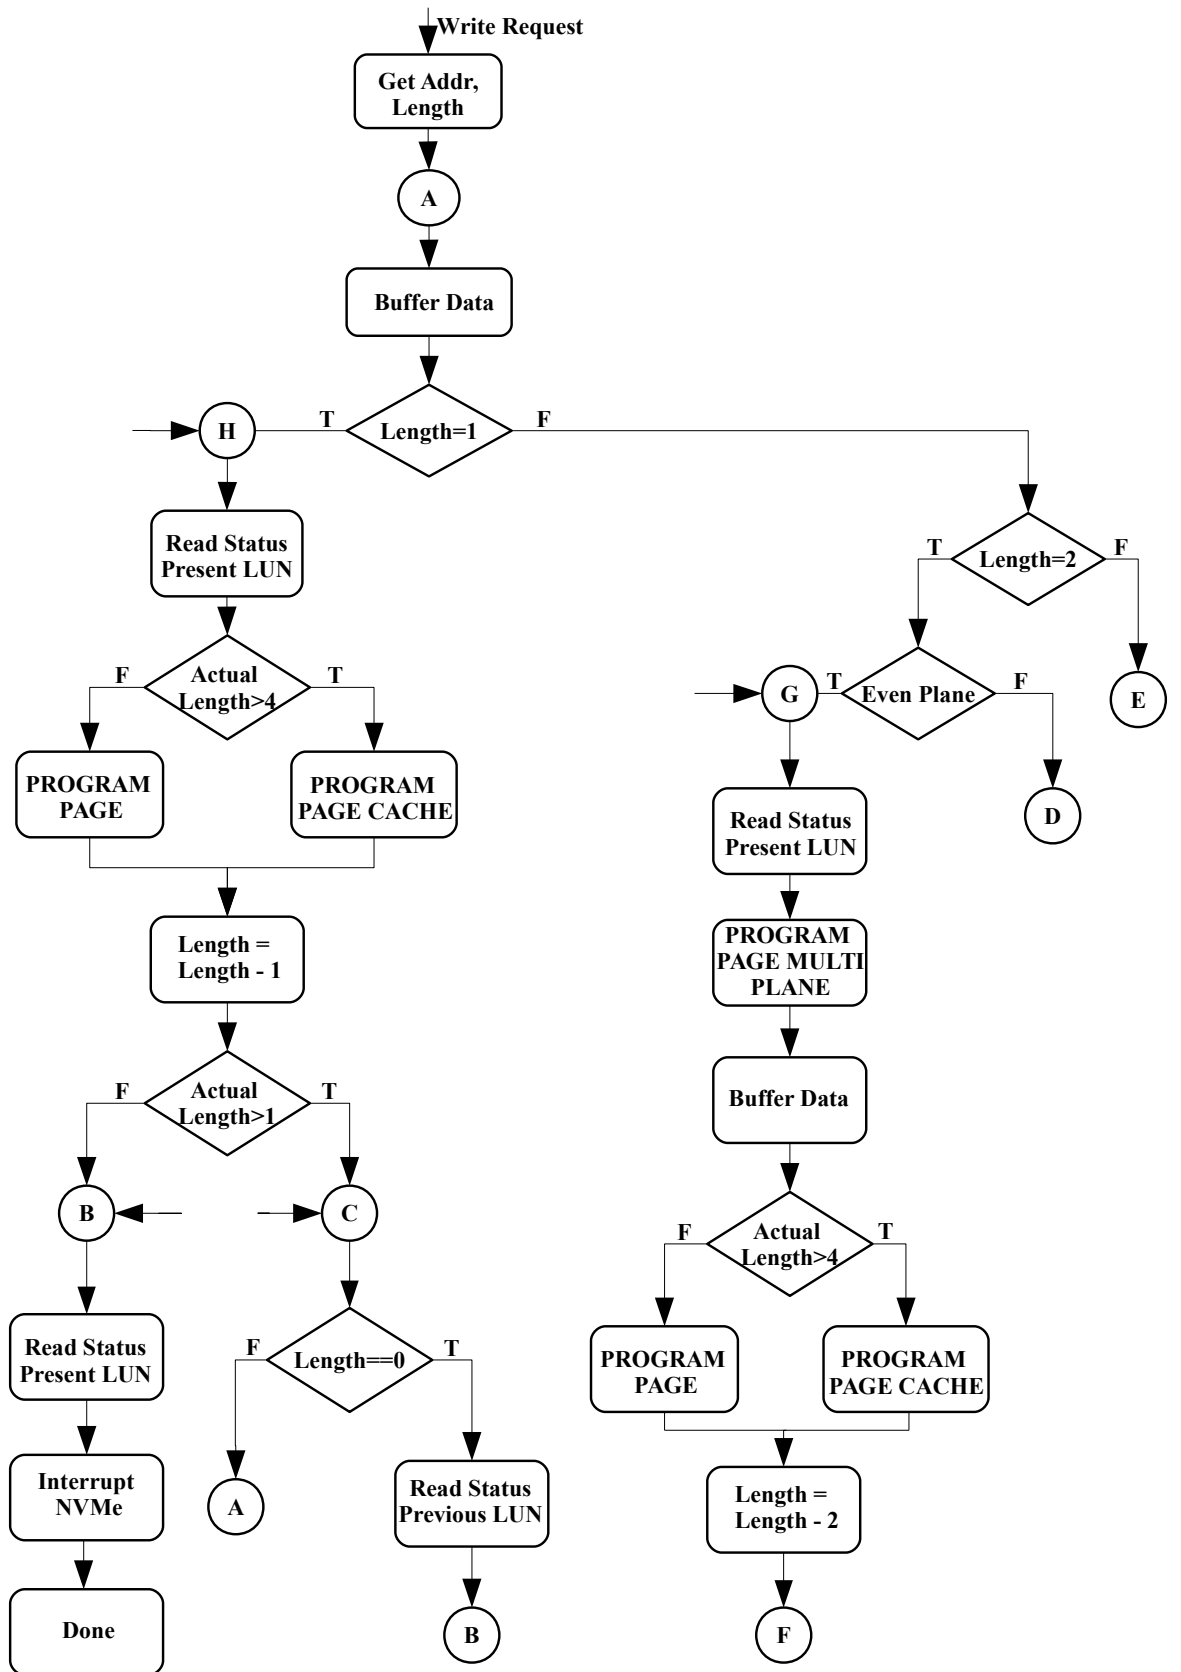 Write Request
Get Addr,
Length
A
Buffer Data
H
T
Length=1
F
Read Status
Present LUN
T
Length=2
F
F
Actual
Length>4
T
G
T
Even Plane
F
E
PROGRAM
PAGE
PROGRAM
PAGE CACHE
D
Read Status
Present LUN
Length =
Length - 1
PROGRAM
PAGE MULTI
PLANE
F
Actual
Length>1
T
Buffer Data
B
C
F
Actual
Length>4
T
Read Status
Present LUN
F
Length==0
T
PROGRAM
PAGE
PROGRAM
PAGE CACHE
Interrupt
NVMe
A
Read Status
Previous LUN
Length =
Length - 2
Done
B
F